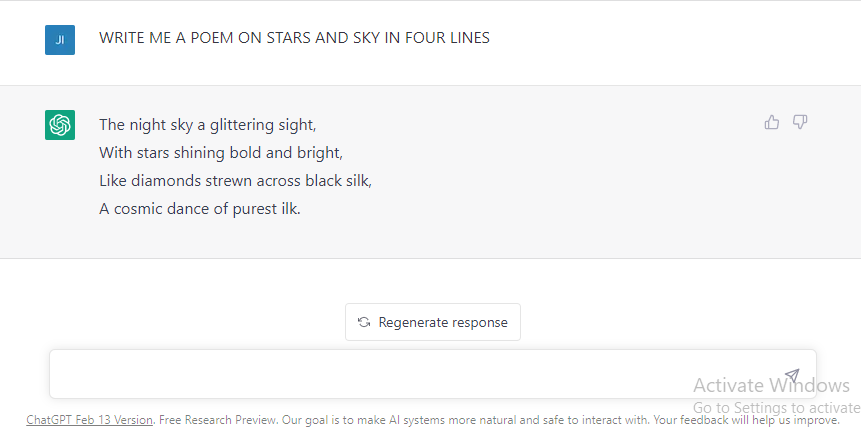 JI
WRITE ME A POEM ON STARS AND SKY IN FOUR LINES
The night sky a glittering sight,
With stars shining bold and bright,
Like diamonds strewn across black silk,
A cosmic dance of purest ilk.
Regenerate response
Activate Windows
Go to Settings to activate
ChatGPT Feb 13 Version. Free Research Preview. Our goal is to make AI systems more natural and safe to interact with. Your feedback will help us improve.